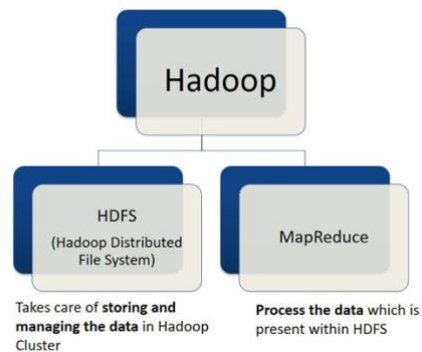 Hadoop
HDFS
(Hadoop Distributed
File System)
MapReduce
Takes care of storing and
managing the data in Hadoop
Cluster
Process the data which is
present within HDFS